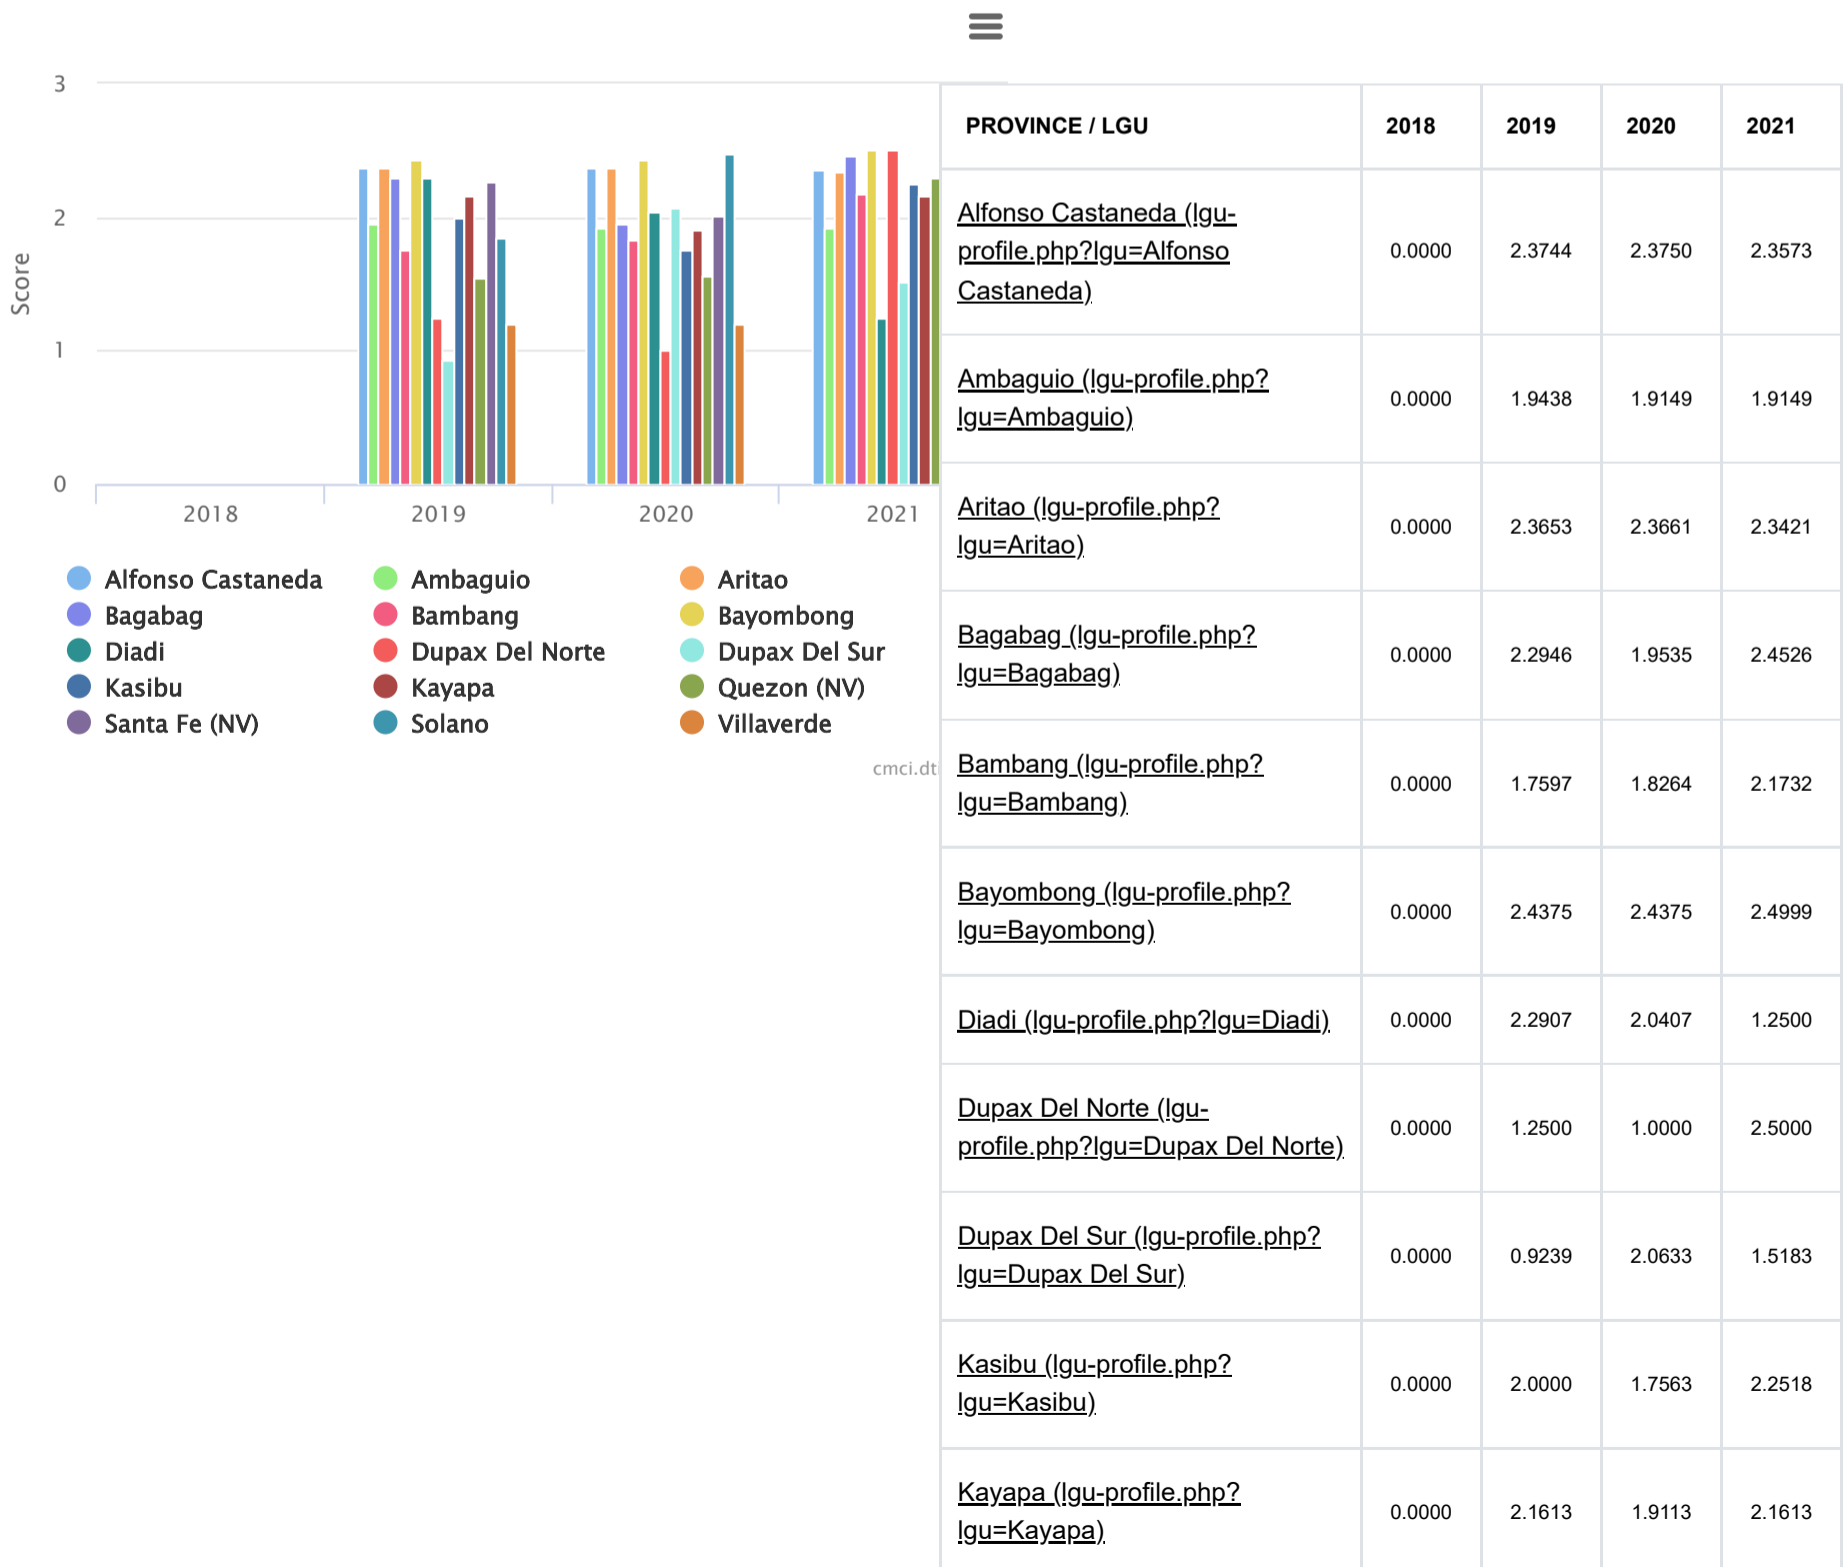 3
2
1
0
Score
2018
2019
2020
2021
Alfonso Castaneda
Ambaguio
Aritao
Bagabag
Bambang
Bayombong
Diadi
Dupax Del Norte
Dupax Del Sur
Kasibu
Kayapa
Quezon (NV)
Santa Fe (NV)
Solano
Villaverde
cmci.dti
PROVINCE / LGU 2018 2019 2020 2021
Alfonso Castaneda (lgu-
profile.php?lgu=Alfonso
Castaneda)
0.0000 2.3744 2.3750 2.3573
Ambaguio (lgu-profile.php?
lgu=Ambaguio)
0.0000 1.9438 1.9149 1.9149
Aritao (lgu-profile.php?
lgu=Aritao)
0.0000 2.3653 2.3661 2.3421
Bagabag (lgu-profile.php?
lgu=Bagabag)
0.0000 2.2946 1.9535 2.4526
Bambang (lgu-profile.php?
lgu=Bambang)
0.0000 1.7597 1.8264 2.1732
Bayombong (lgu-profile.php?
lgu=Bayombong)
0.0000 2.4375 2.4375 2.4999
Diadi (lgu-profile.php?lgu=Diadi) 0.0000 2.2907 2.0407 1.2500
Dupax Del Norte (lgu-
profile.php?lgu=Dupax Del Norte)
0.0000 1.2500 1.0000 2.5000
Dupax Del Sur (lgu-profile.php?
lgu=Dupax Del Sur)
0.0000 0.9239 2.0633 1.5183
Kasibu (lgu-profile.php?
lgu=Kasibu)
0.0000 2.0000 1.7563 2.2518
Kayapa (lgu-profile.php?
lgu=Kayapa)
0.0000 2.1613 1.9113 2.1613